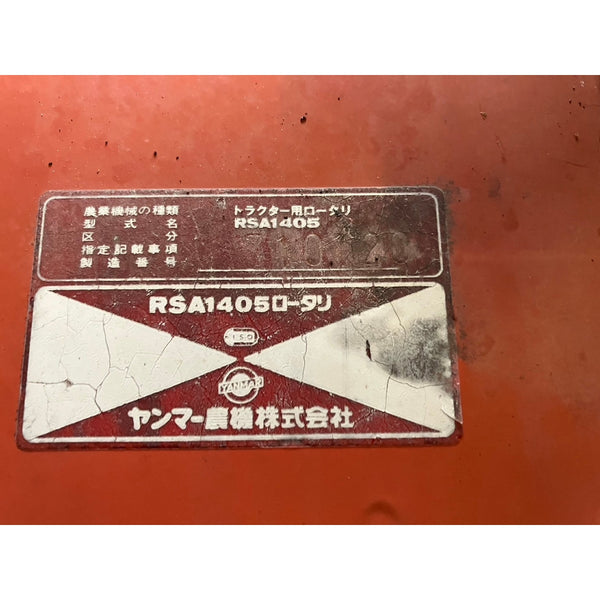 農業機械の種類 トラクター用ロータリ
型式名 RSA1405
区分
指定記載事項
製造番号
RSA1405ロータリ
YANMAR
ヤンマー農機株式会社